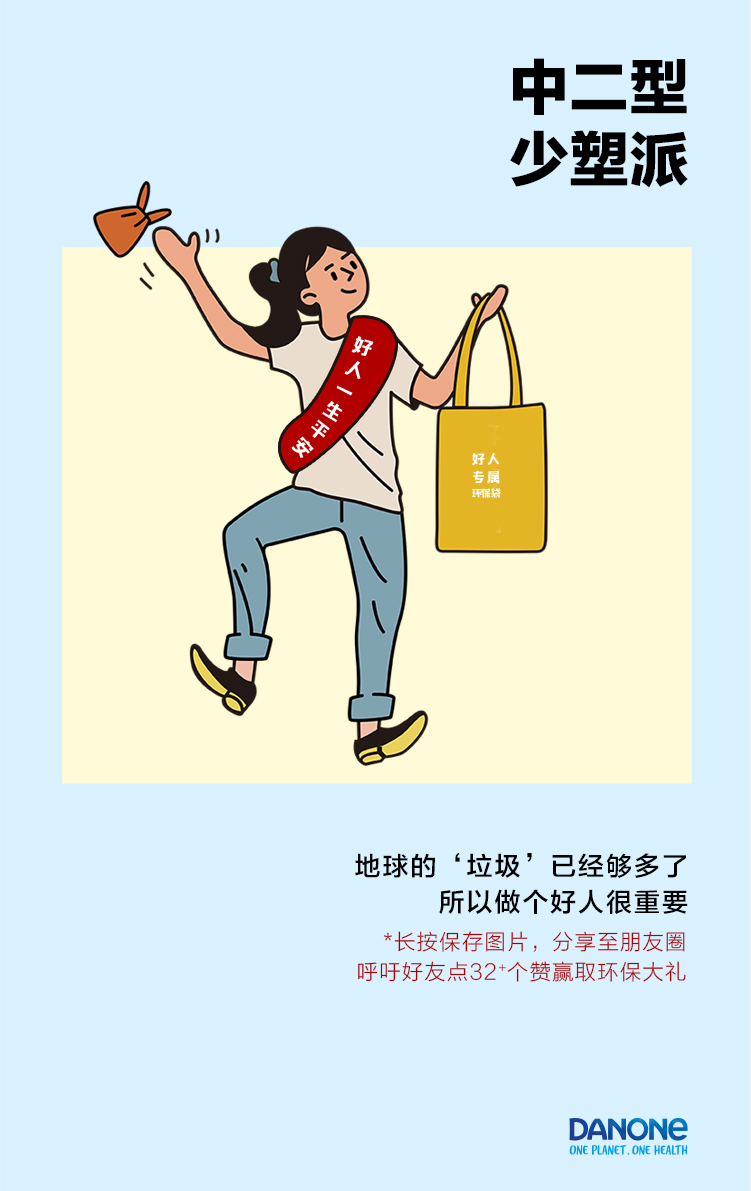 中二型
少塑派
好人一生平安
好人
专属
环保袋
地球的‘垃圾’已经够多了
所以做个好人很重要
*长按保存图片，分享至朋友圈
呼吁好友点32⁺个赞赢取环保大礼
DANONE
ONE PLANET. ONE HEALTH